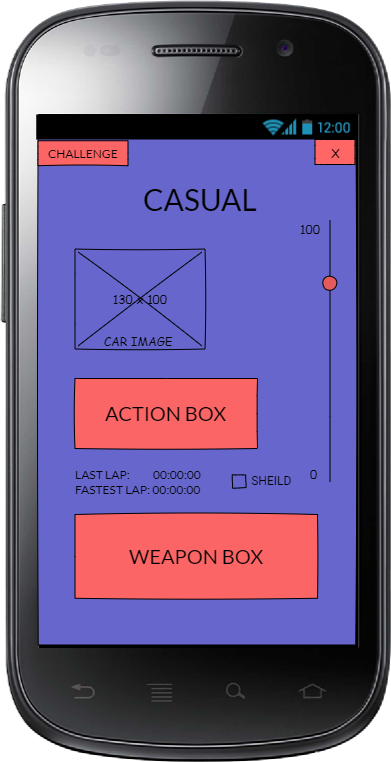 12:00
CHALLENGE
X
CASUAL
100
130 x 100
CAR IMAGE
ACTION BOX
LAST LAP: 00:00:00
FASTEST LAP: 00:00:00
SHEILD
0
WEAPON BOX